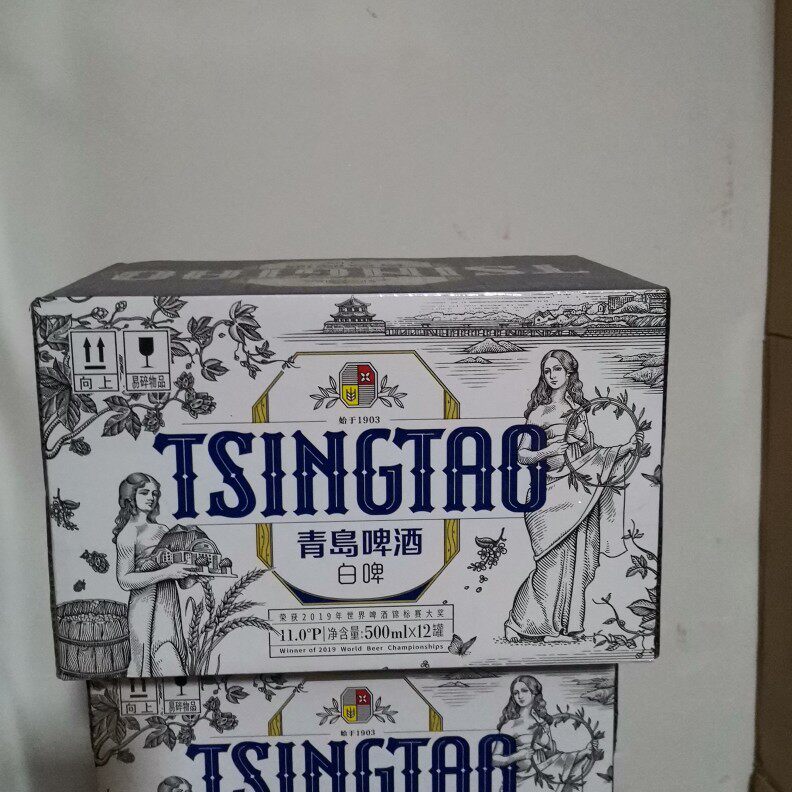 TSINGTAO
向上
易碎物品
始于1903
TSINGTAO
青島啤酒
白啤
荣获2019年世界啤酒锦标赛大奖
11.0°P 净含量:500ml×12罐
Winner of 2019 World Beer Championships
向上
易碎物品
始于1903
TSINGTAO